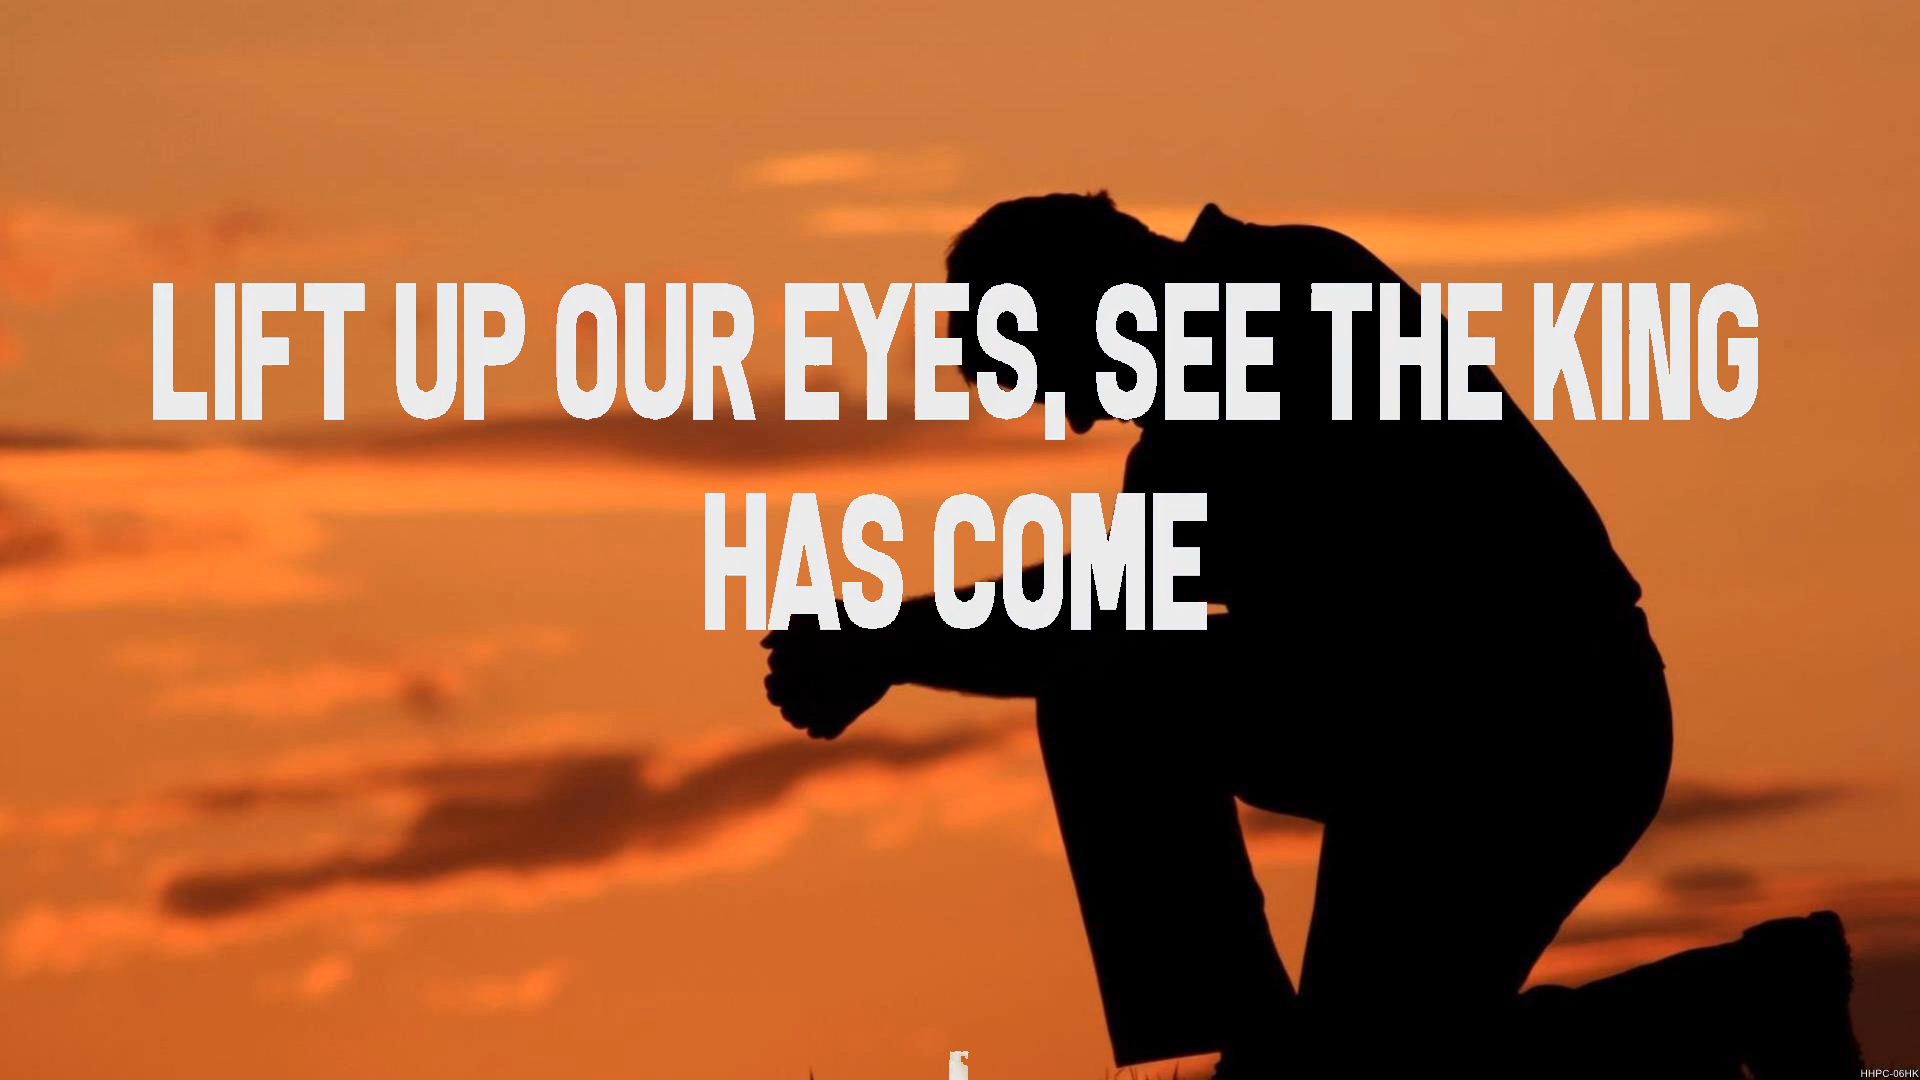 LIFT UP OUR EYES, SEE THE KING
HAS COME
HHPC-06HK